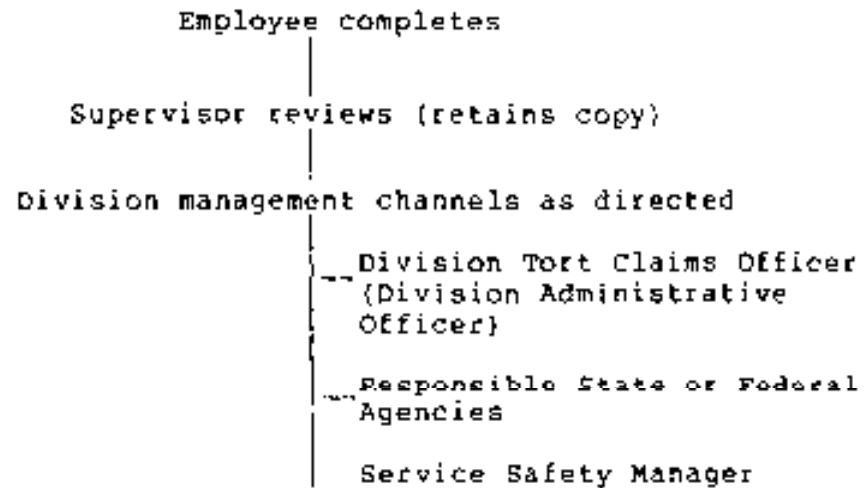 Employee completes
Supervisor reviews (retains copy)
Division management channels as directed
Division Tort Claims Officer
(Division Administrative
Officer)
Responsible State or Federal
Agencies
Service Safety Manager